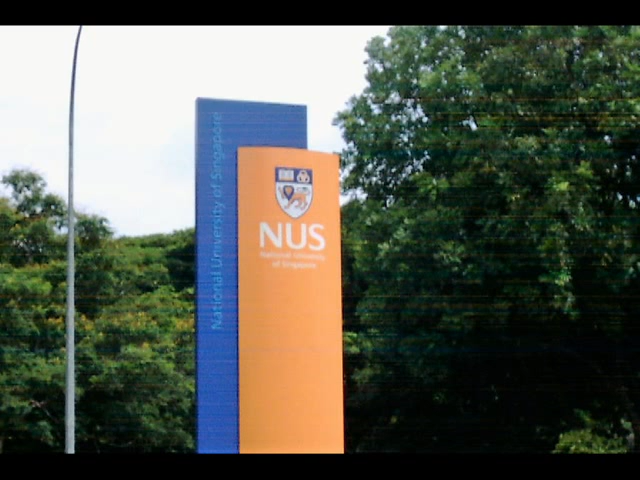 National University of Singapore
NUS
National University
of Singapore